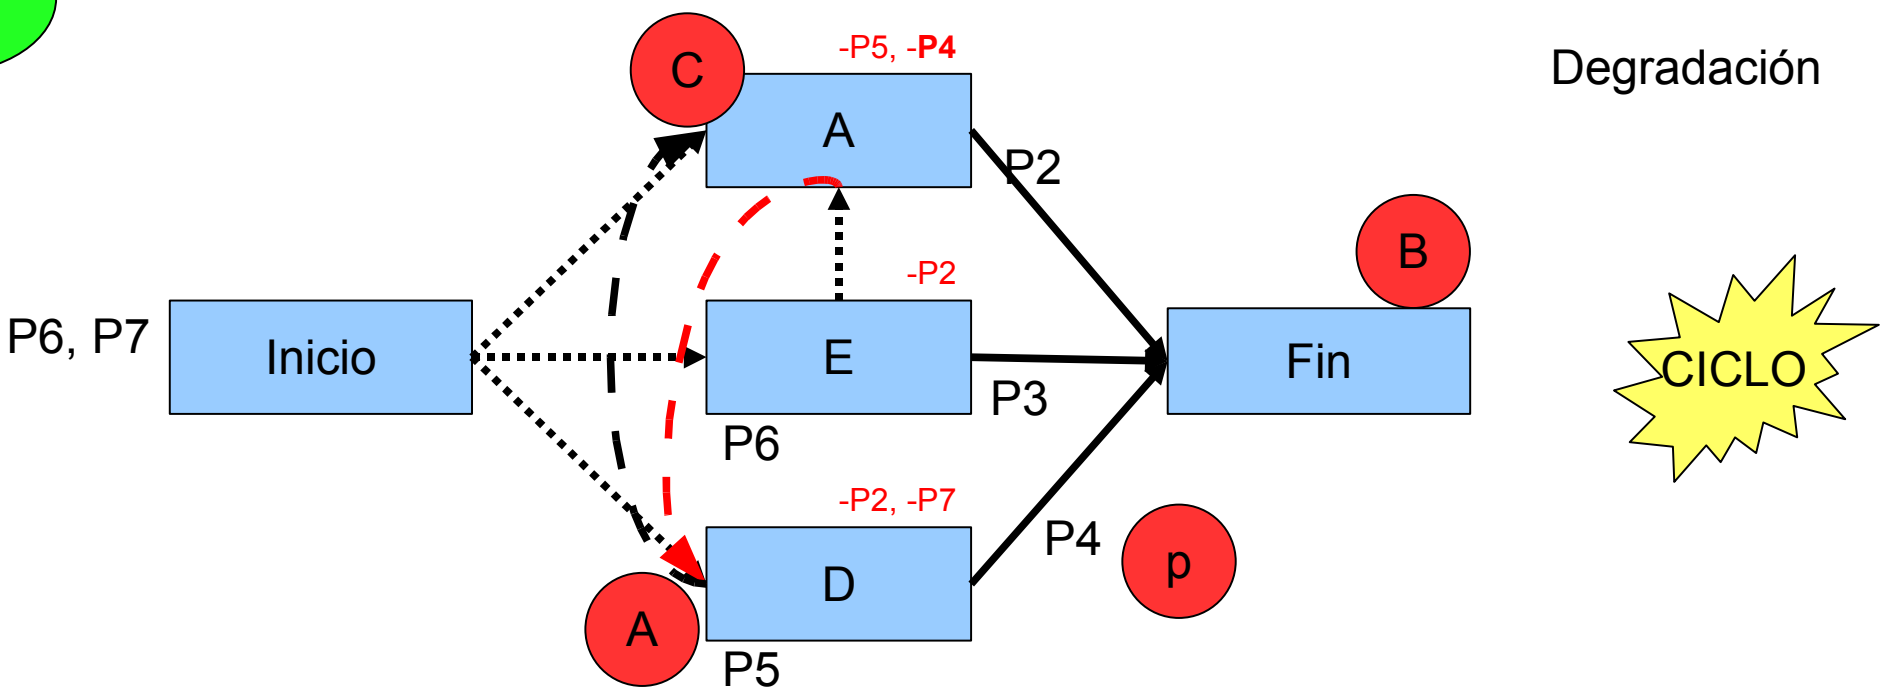 -P5, -P4
Degradación
C
A
P2
B
-P2
P6, P7
Inicio
E
Fin
CICLO
P3
P6
-P2, -P7
P4
p
D
A
P5